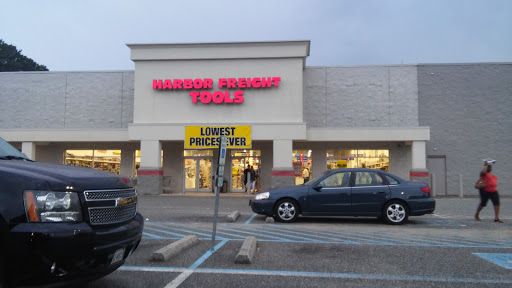 HARBOR FREIGHT
TOOLS
LOWEST
PRICES EVER